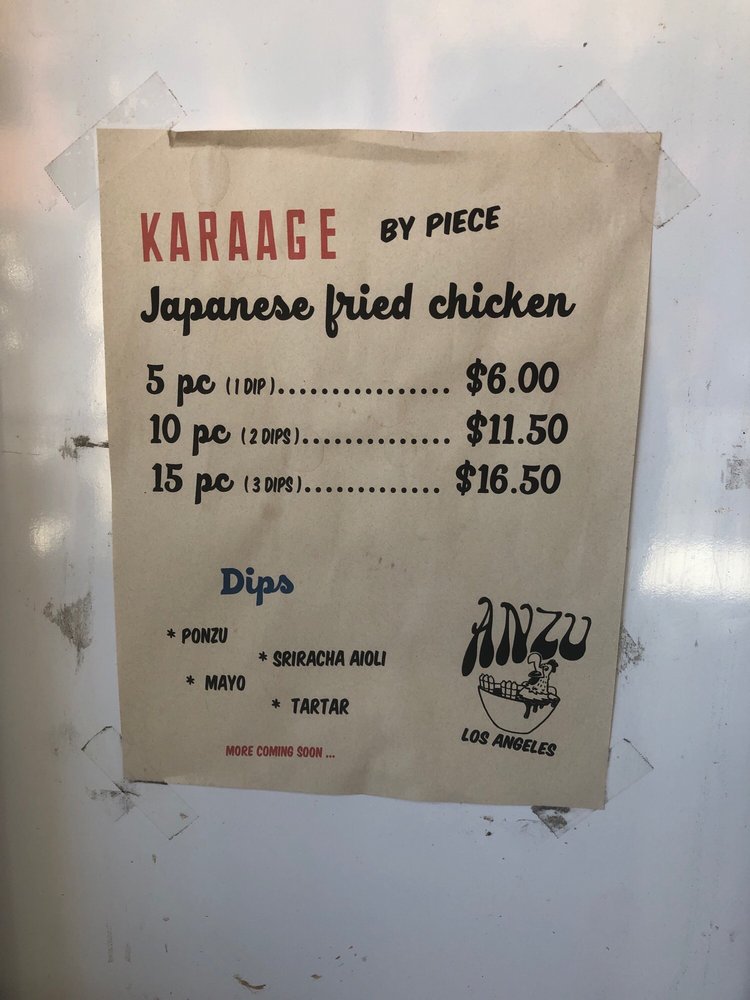 KARAAGE BY PIECE
Japanese fried chicken
5 pc (1 DIP)................ $6.00
10 pc (2 DIPS).............. $11.50
15 pc (3 DIPS)............. $16.50
Dips
* PONZU
* SRIRACHA AIOLI
* MAYO
* TARTAR
MORE COMING SOON ...
ANZU
LOS ANGELES